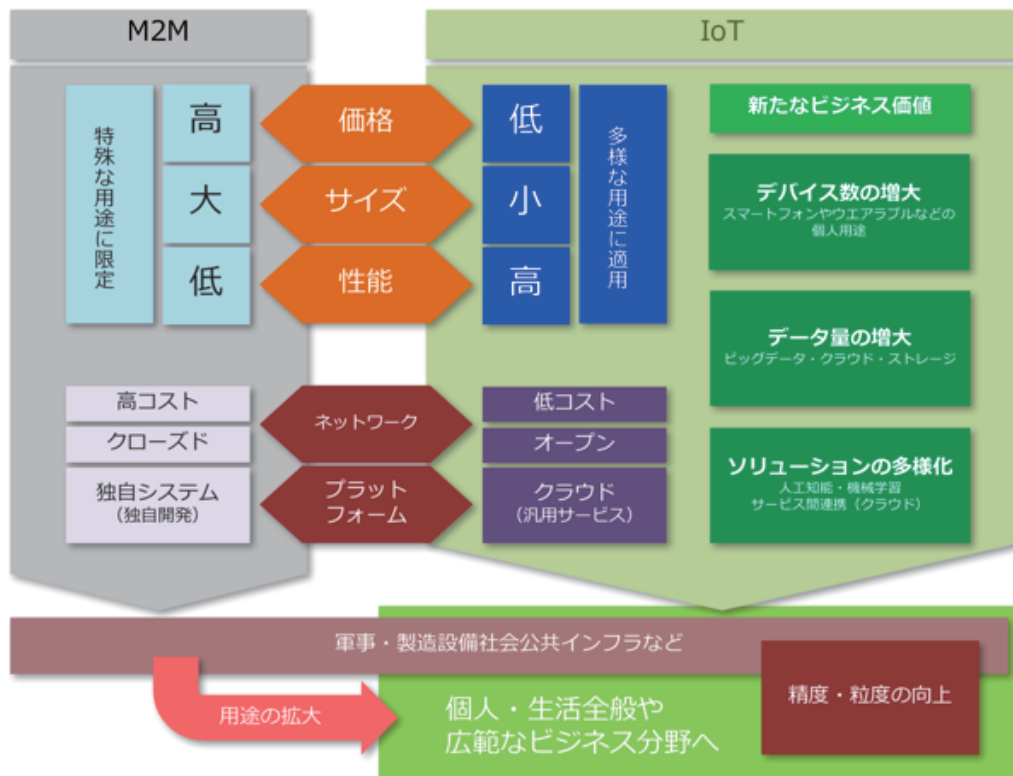 M2M
IoT
特殊な用途に限定
高
価格
低
大
サイズ
小
低
性能
高
多様な用途に適用
新たなビジネス価値
デバイス数の増大
スマートフォンやウエアラブルなどの
個人用途
データ量の増大
ビッグデータ・クラウド・ストレージ
ソリューションの多様化
人工知能・機械学習
サービス間連携（クラウド）
高コスト
クローズド
ネットワーク
低コスト
オープン
独自システム
（独自開発）
プラット
フォーム
クラウド
（汎用サービス）
軍事・製造設備社会公共インフラなど
用途の拡大
個人・生活全般や
広範なビジネス分野へ
精度・粒度の向上